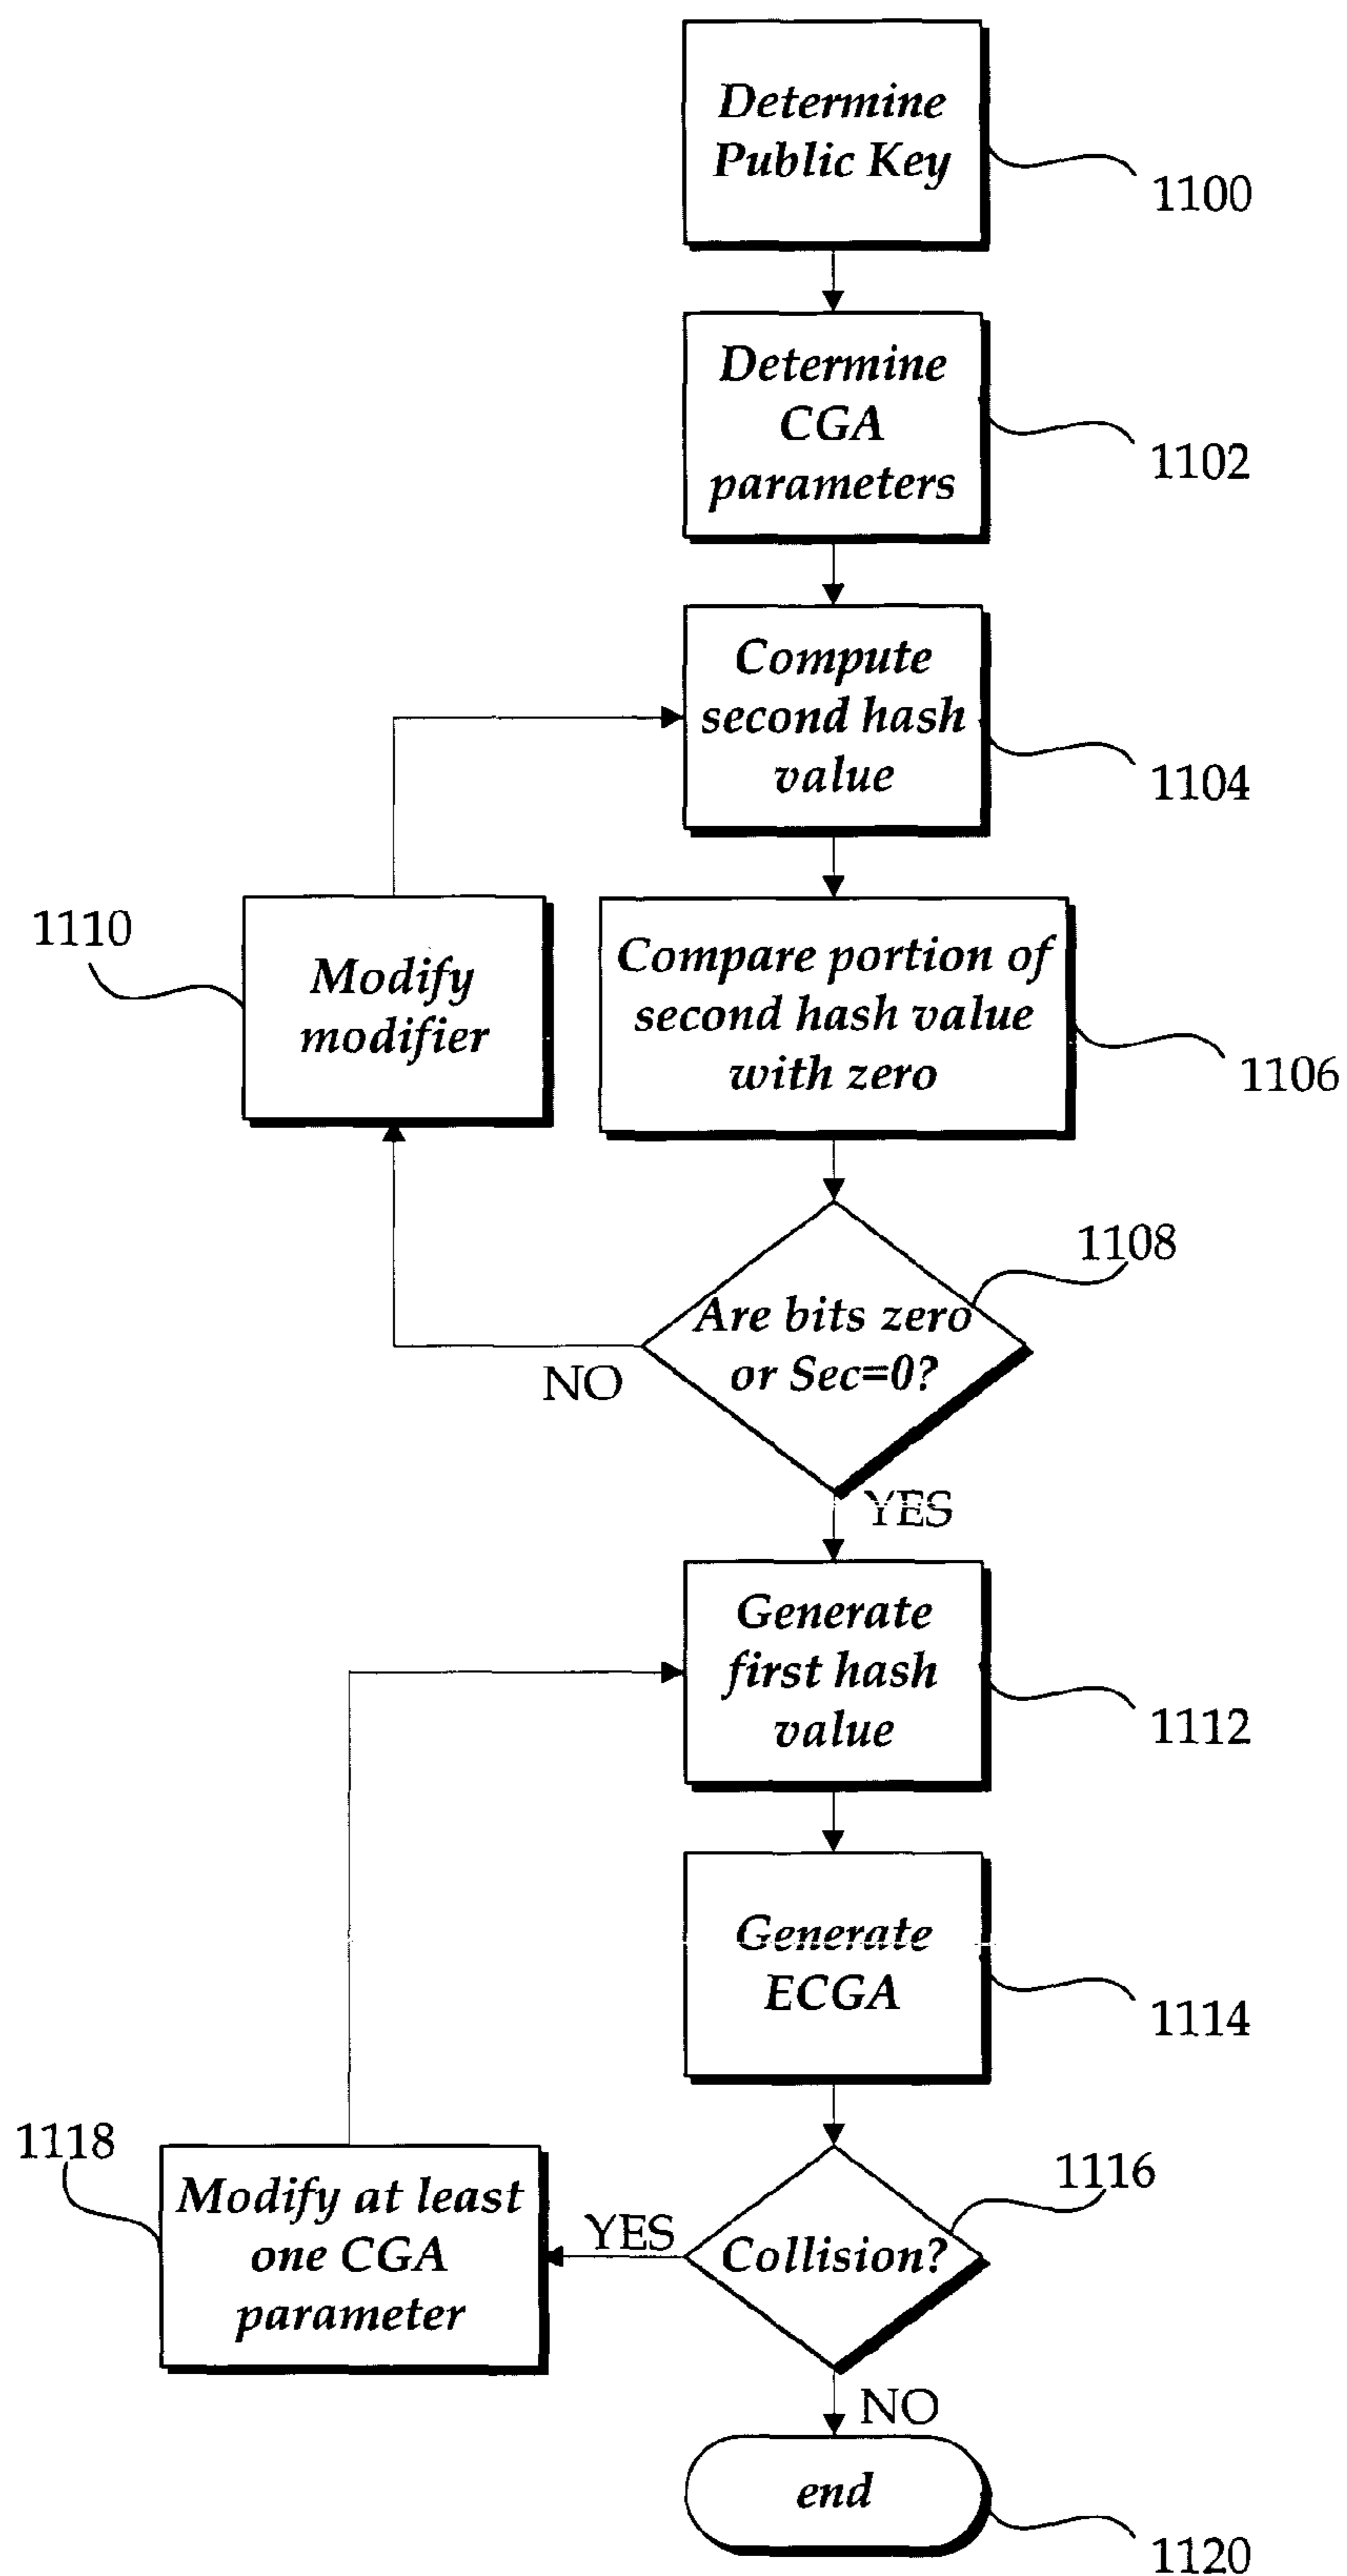 Determine
Public Key
1100
Determine
CGA
parameters
1102
Compute
second hash
value
1104
1110
Modify
modifier
Compare portion of
second hash value
with zero
1106
1108
Are bits zero
or Sec=0?
NO
YES
Generate
first hash
value
1112
Generate
ECGA
1114
1118
Modify at least
one CGA
parameter
YES
1116
Collision?
NO
end
1120